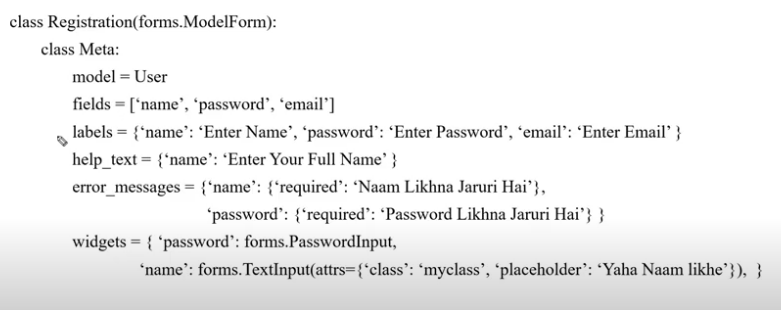 class Registration(forms.ModelForm):
class Meta:
model = User
fields = [‘name’, ‘password’, ‘email’]
labels = {‘name’: ‘Enter Name’, ‘password’: ‘Enter Password’, ‘email’: ‘Enter Email’ }
help_text = {‘name’: ‘Enter Your Full Name’ }
error_messages = {‘name’: {‘required’: ‘Naam Likhna Jaruri Hai’},
‘password’: {‘required’: ‘Password Likhna Jaruri Hai’} }
widgets = { ‘password’: forms.PasswordInput,
‘name’: forms.TextInput(attrs={‘class’: ‘myclass’, ‘placeholder’: ‘Yaha Naam likhe’}), }